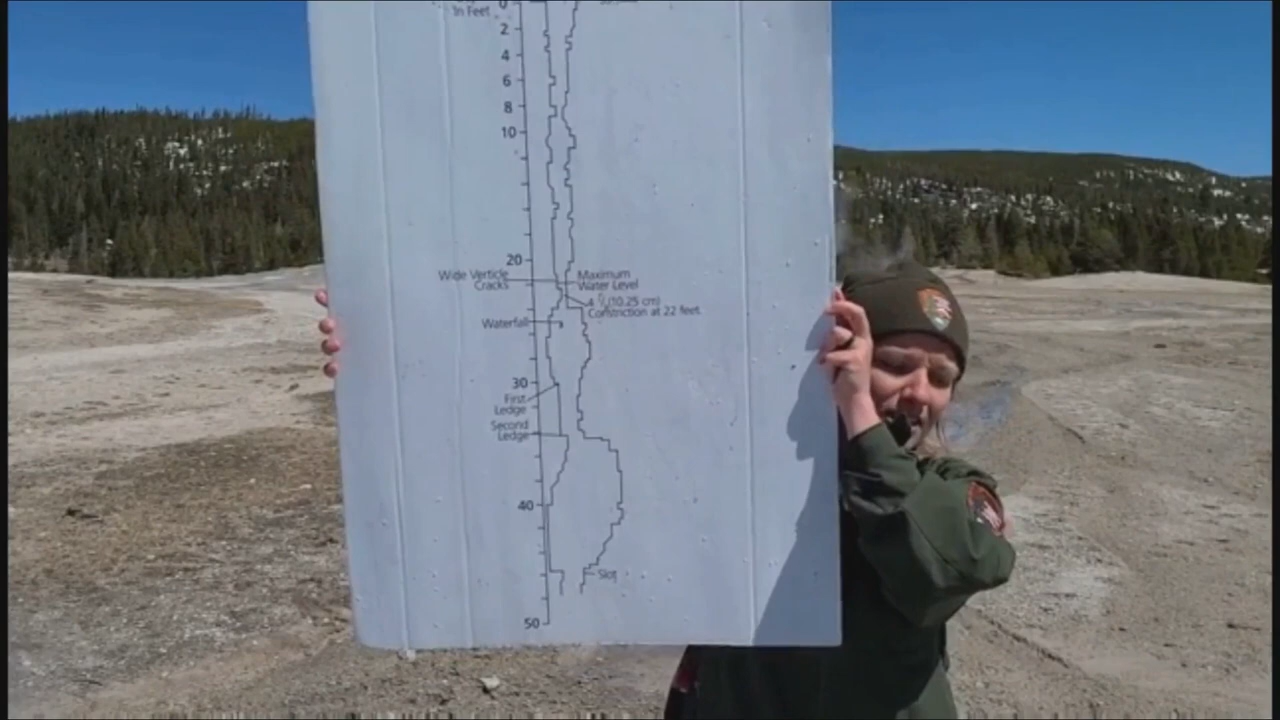 0
In Feet
2
4
6
8
10
20
Wide Verticle
Cracks
Maximum
Water Level
(10.25 cm)
Constriction at 22 feet
Waterfall
30
First
Ledge
Second
Ledge
40
Slot
50